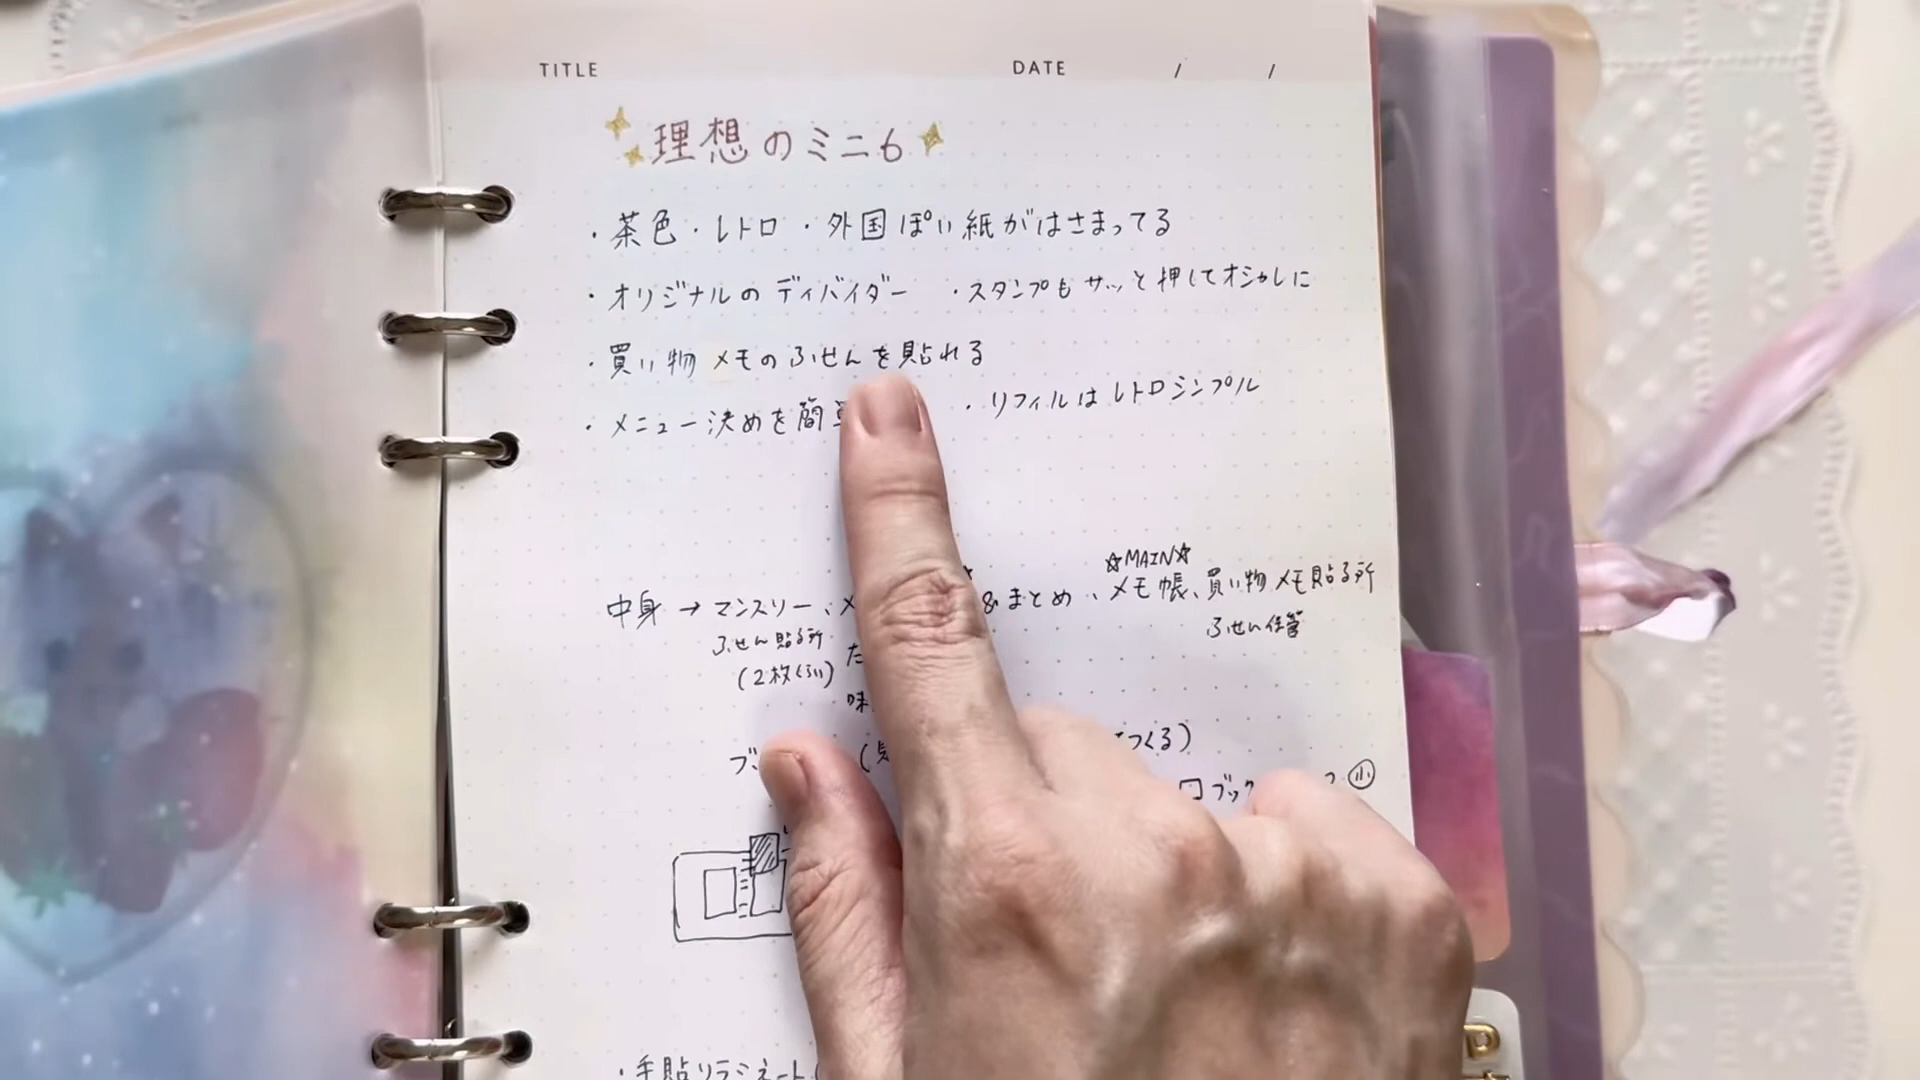 TITLE DATE / /
理想のミニ6
・茶色・レトロ・外国ぽい紙がはさまってる
・オリジナルのディバイダー ・スタンプもサッと押してオシャレに
・買い物メモのふせんを貼れる
・メニュー決めを簡単 ・リフィルはレトロシンプル
☆MAIN☆
中身→マンスリー、メ &まとめ、メモ帳、買い物メモ貼る所
ふせん貼る所 ふせん保管
(2枚くらい) た
味
ブ つくる)
ブック 小
・手貼りラミネート(